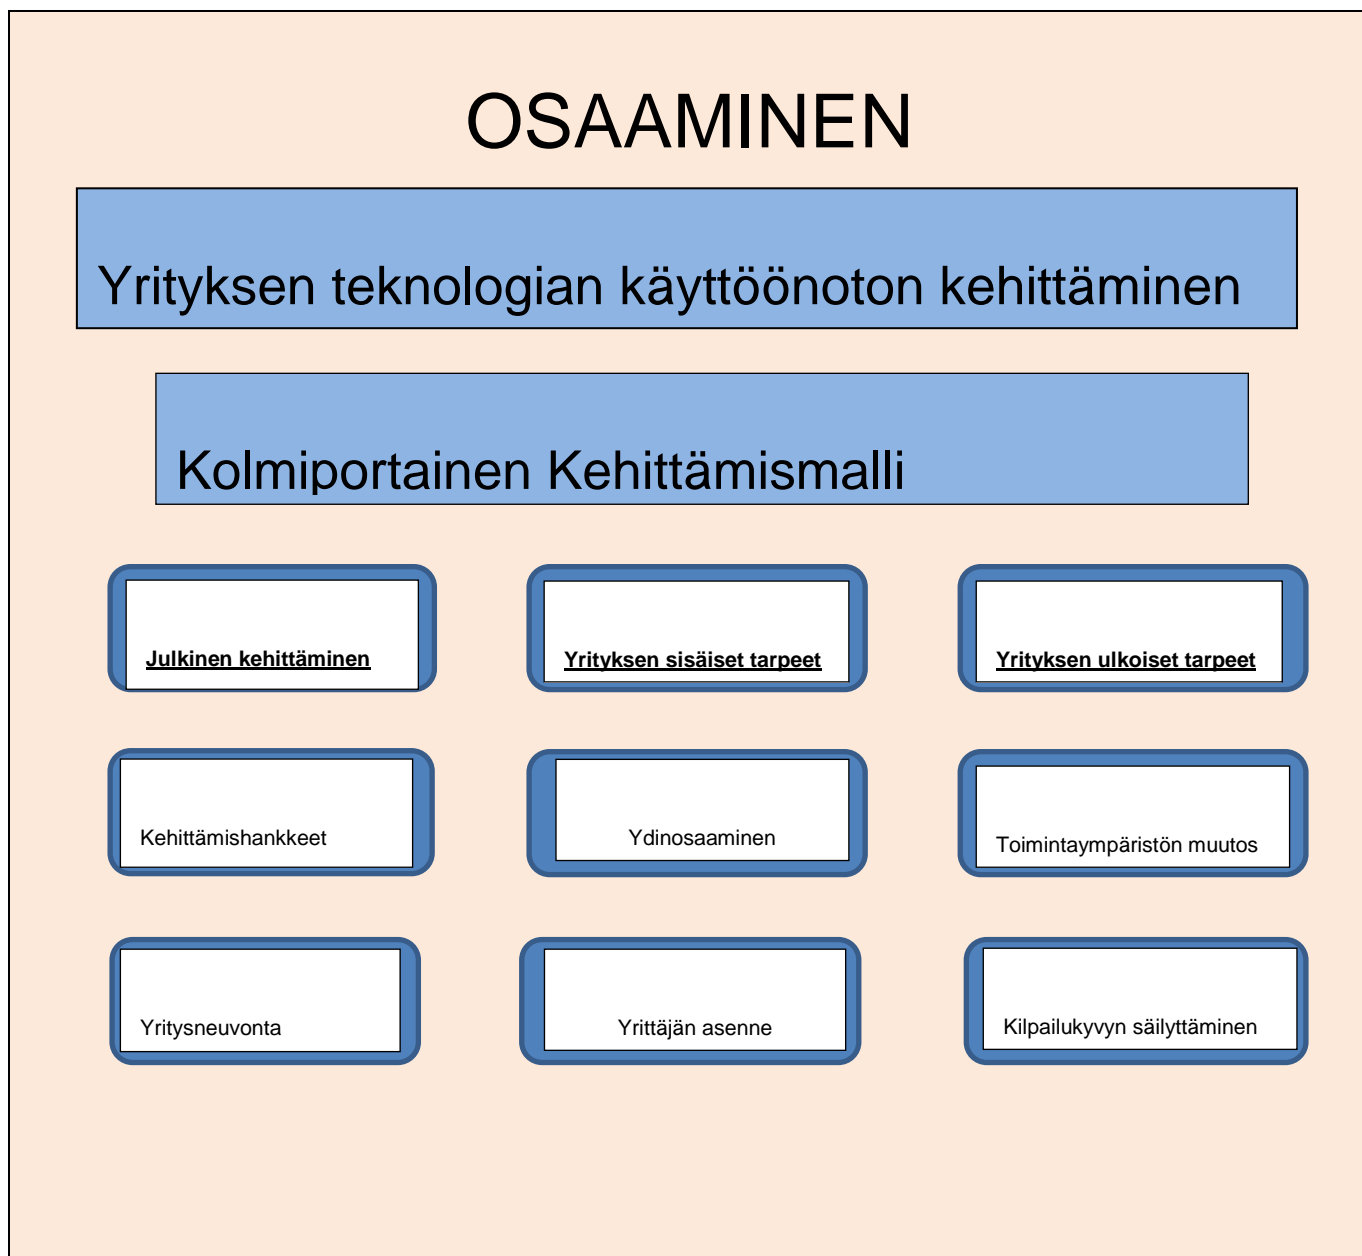 OSAAMINEN
Yrityksen teknologian käyttöönoton kehittäminen
Kolmiportainen Kehittämismalli
Julkinen kehittäminen
Yrityksen sisäiset tarpeet
Yrityksen ulkoiset tarpeet
Kehittämishankkeet
Ydinosaaminen
Toimintaympäristön muutos
Yritysneuvonta
Yrittäjän asenne
Kilpailukyvyn säilyttäminen